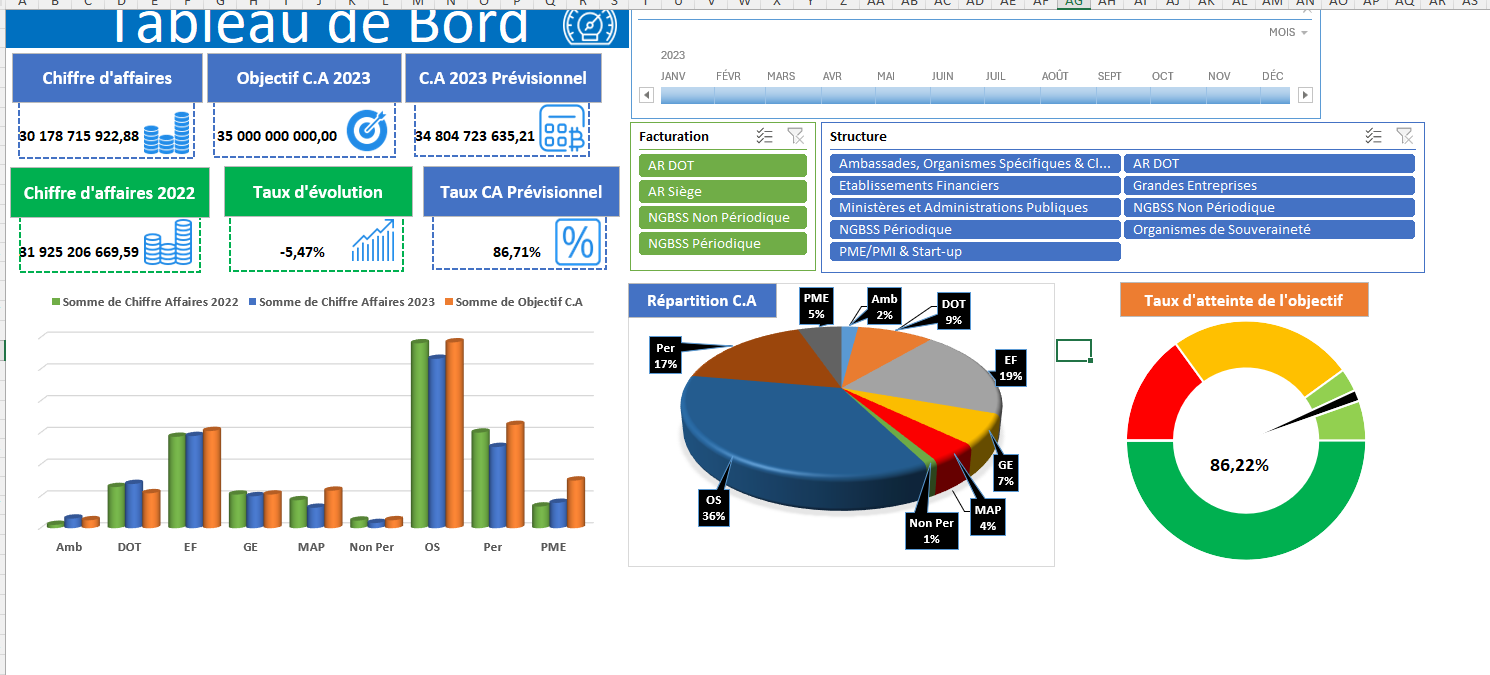 A B C D E F G H I J K L M N O P Q R S T U V W X Y Z AA AB AC AD AE AF AG AH AI AJ AK AL AM AN AO AP AQ AR AS
Tableau de Bord
MOIS
2023
JANV FÉVR MARS AVR MAI JUIN JUIL AOÛT SEPT OCT NOV DÉC
Chiffre d'affaires
30 178 715 922,88
Objectif C.A 2023
35 000 000 000,00
C.A 2023 Prévisionnel
34 804 723 635,21
Chiffre d'affaires 2022
31 925 206 669,59
Taux d'évolution
-5,47%
Taux CA Prévisionnel
%
86,71%
Facturation
AR DOT
AR Siège
NGBSS Non Périodique
NGBSS Périodique
Structure
Ambassades, Organismes Spécifiques & Cl...
AR DOT
Etablissements Financiers
Grandes Entreprises
Ministères et Administrations Publiques
NGBSS Non Périodique
NGBSS Périodique
Organismes de Souveraineté
PME/PMI & Start-up
Somme de Chiffre Affaires 2022 Somme de Chiffre Affaires 2023 Somme de Objectif C.A
Amb DOT EF GE MAP Non Per OS Per PME
Répartition C.A
PME
5%
Amb
2%
DOT
9%
Per
17%
EF
19%
GE
7%
OS
36%
MAP
4%
Non Per
1%
Taux d'atteinte de l'objectif
86,22%